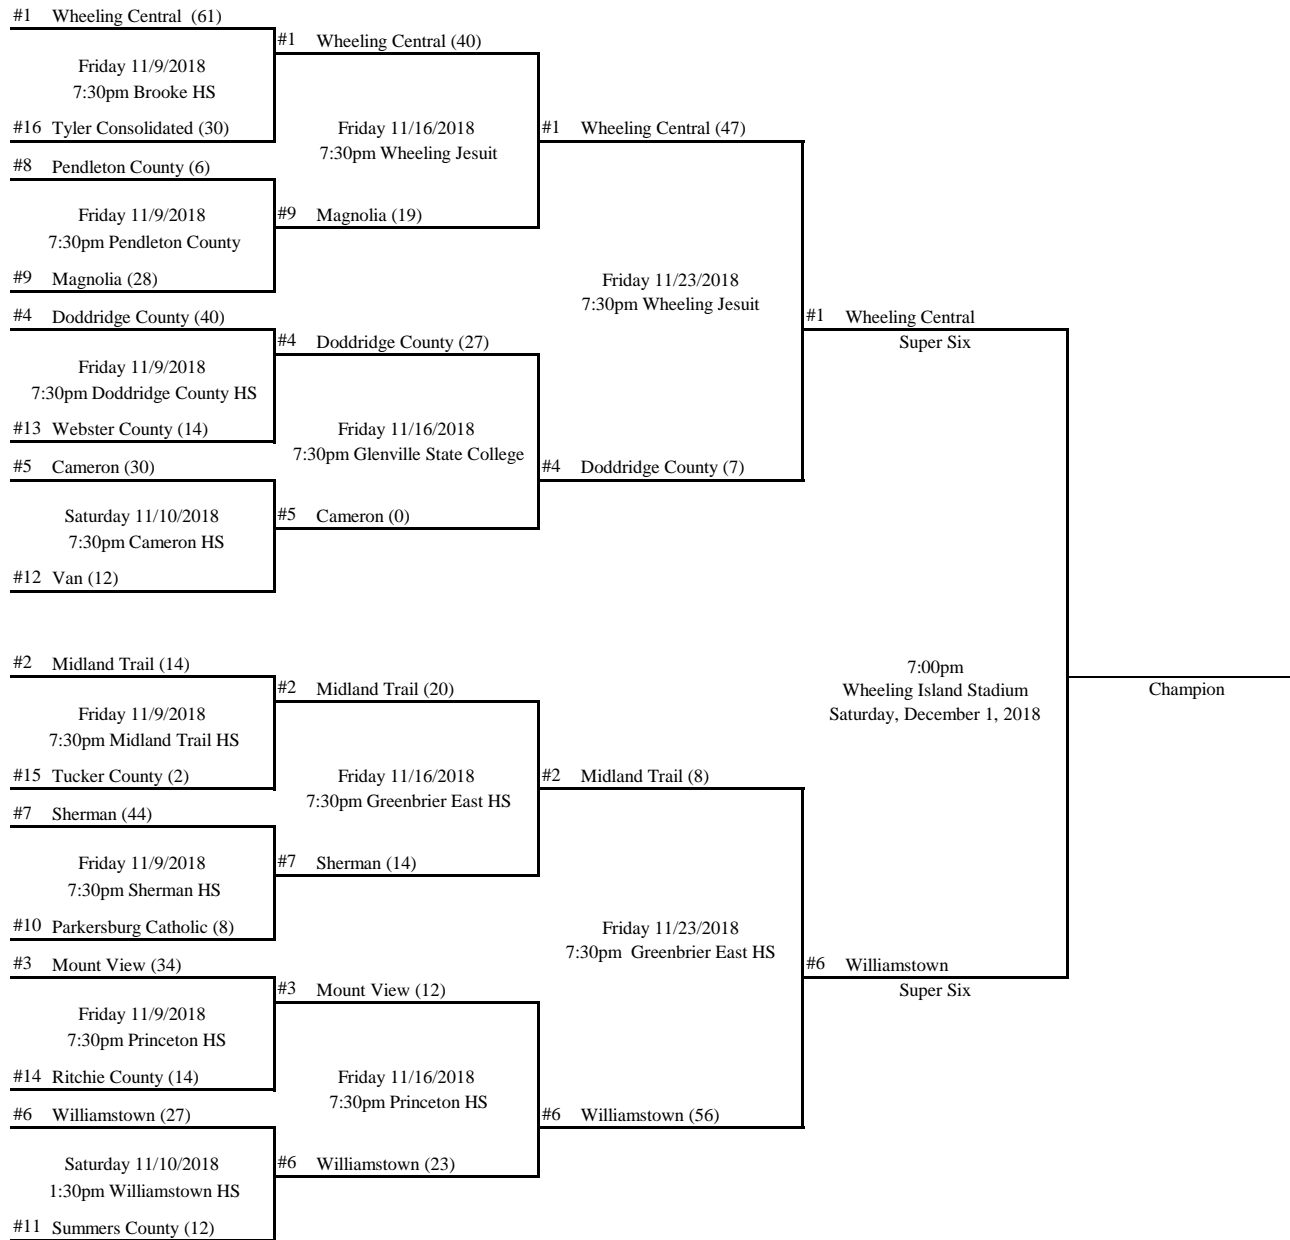 #1 Wheeling Central (61)
Friday 11/9/2018
7:30pm Brooke HS
#16 Tyler Consolidated (30)
#8 Pendleton County (6)
Friday 11/9/2018
7:30pm Pendleton County
#9 Magnolia (28)
#4 Doddridge County (40)
Friday 11/9/2018
7:30pm Doddridge County HS
#13 Webster County (14)
#5 Cameron (30)
Saturday 11/10/2018
7:30pm Cameron HS
#12 Van (12)
#2 Midland Trail (14)
Friday 11/9/2018
7:30pm Midland Trail HS
#15 Tucker County (2)
#7 Sherman (44)
Friday 11/9/2018
7:30pm Sherman HS
#10 Parkersburg Catholic (8)
#3 Mount View (34)
Friday 11/9/2018
7:30pm Princeton HS
#14 Ritchie County (14)
#6 Williamstown (27)
Saturday 11/10/2018
1:30pm Williamstown HS
#11 Summers County (12)
#1 Wheeling Central (40)
Friday 11/16/2018
7:30pm Wheeling Jesuit
#9 Magnolia (19)
#4 Doddridge County (27)
Friday 11/16/2018
7:30pm Glenville State College
#5 Cameron (0)
#2 Midland Trail (20)
Friday 11/16/2018
7:30pm Greenbrier East HS
#7 Sherman (14)
#3 Mount View (12)
Friday 11/16/2018
7:30pm Princeton HS
#6 Williamstown (23)
#1 Wheeling Central (47)
Friday 11/23/2018
7:30pm Wheeling Jesuit
#4 Doddridge County (7)
#2 Midland Trail (8)
Friday 11/23/2018
7:30pm Greenbrier East HS
#6 Williamstown (56)
#1 Wheeling Central
Super Six
7:00pm
Wheeling Island Stadium
Saturday, December 1, 2018
#6 Williamstown
Super Six
Champion